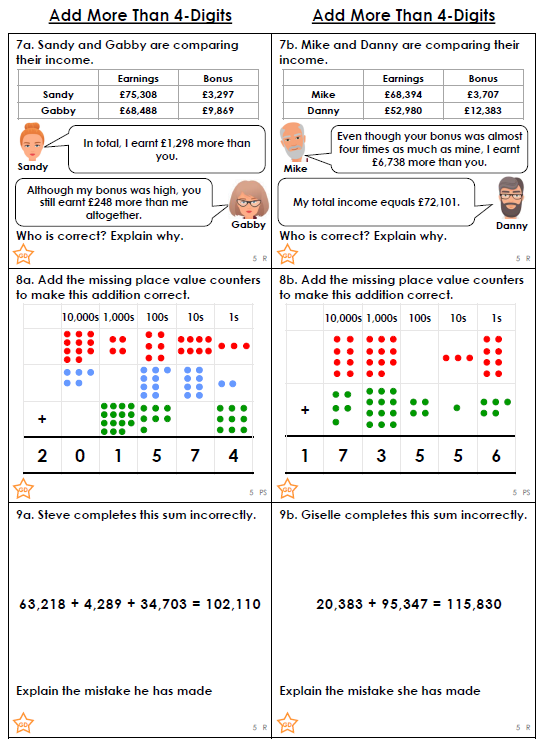 Add More Than 4-Digits
Add More Than 4-Digits
7a. Sandy and Gabby are comparing
their income.
Earnings Bonus
Sandy £75,308 £3,297
Gabby £68,488 £9,869
In total, I earnt £1,298 more than
you.
Sandy
Although my bonus was high, you
still earnt £248 more than me
altogether.
Gabby
Who is correct? Explain why.
GD
5 R
7b. Mike and Danny are comparing their
income.
Earnings Bonus
Mike £68,394 £3,707
Danny £52,980 £12,383
Even though your bonus was almost
four times as much as mine, I earnt
£6,738 more than you.
Mike
My total income equals £72,101.
Danny
Who is correct? Explain why.
GD
5 R
8a. Add the missing place value counters
to make this addition correct.
10,000s 1,000s 100s 10s 1s
+
2 0 1 5 7 4
GD
5 PS
8b. Add the missing place value counters
to make this addition correct.
10,000s 1,000s 100s 10s 1s
+
1 7 3 5 5 6
GD
5 PS
9a. Steve completes this sum incorrectly.
63,218 + 4,289 + 34,703 = 102,110
Explain the mistake he has made
GD
5 R
9b. Giselle completes this sum incorrectly.
20,383 + 95,347 = 115,830
Explain the mistake she has made
GD
5 R